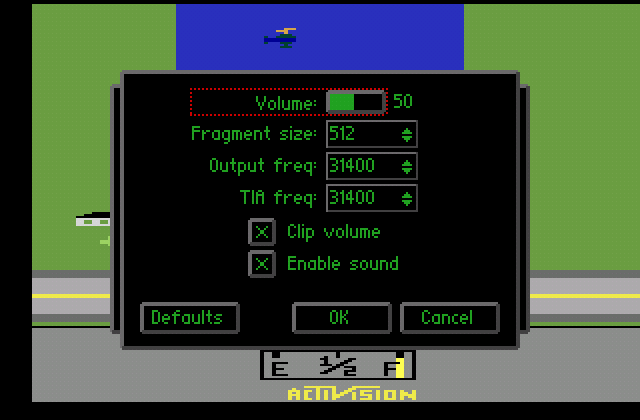 Volume: 50
Fragment size: 512
Output freq: 31400
TIA freq: 31400
Clip volume
Enable sound
Defaults OK Cancel
E 1/2 F
ACTIVISION